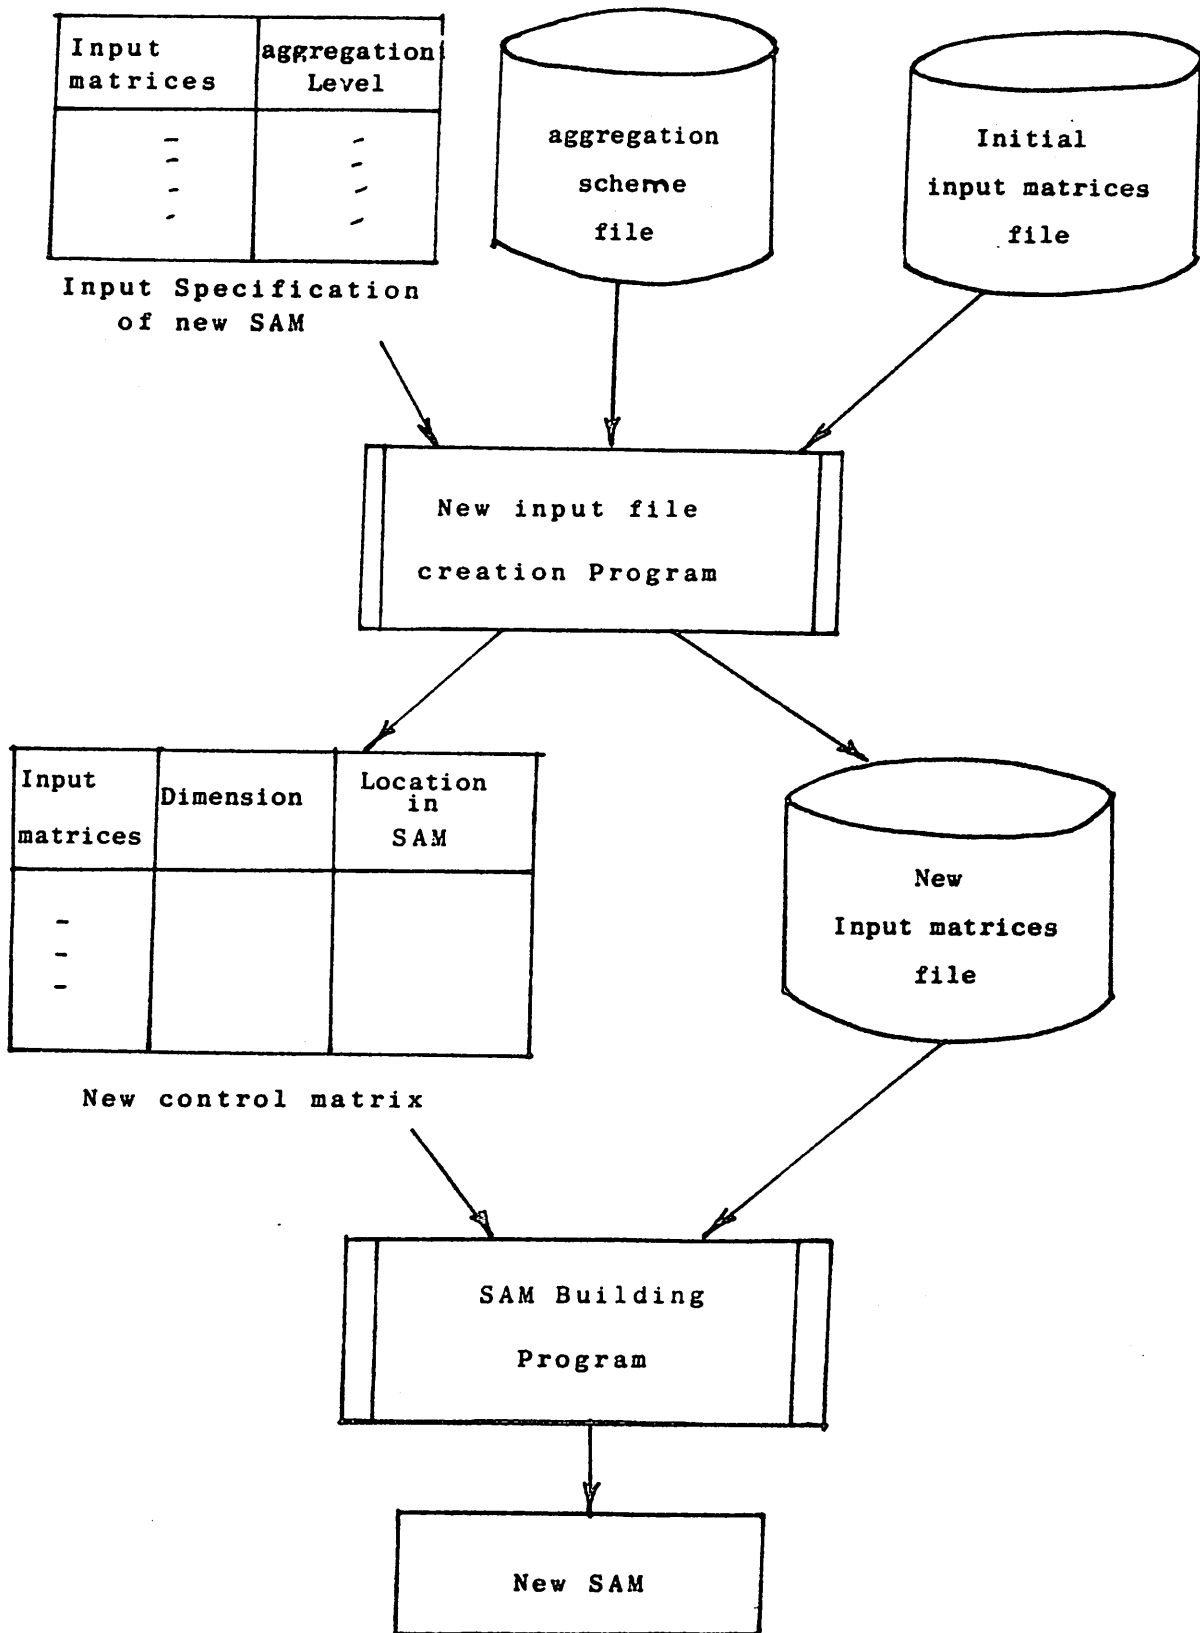 Input
matrices
aggregation
Level
Input Specification
of new SAM
aggregation
scheme
file
Initial
input matrices
file
New input file
creation Program
Input
matrices
Dimension
Location
in
SAM
New control matrix
New
Input matrices
file
SAM Building
Program
New SAM